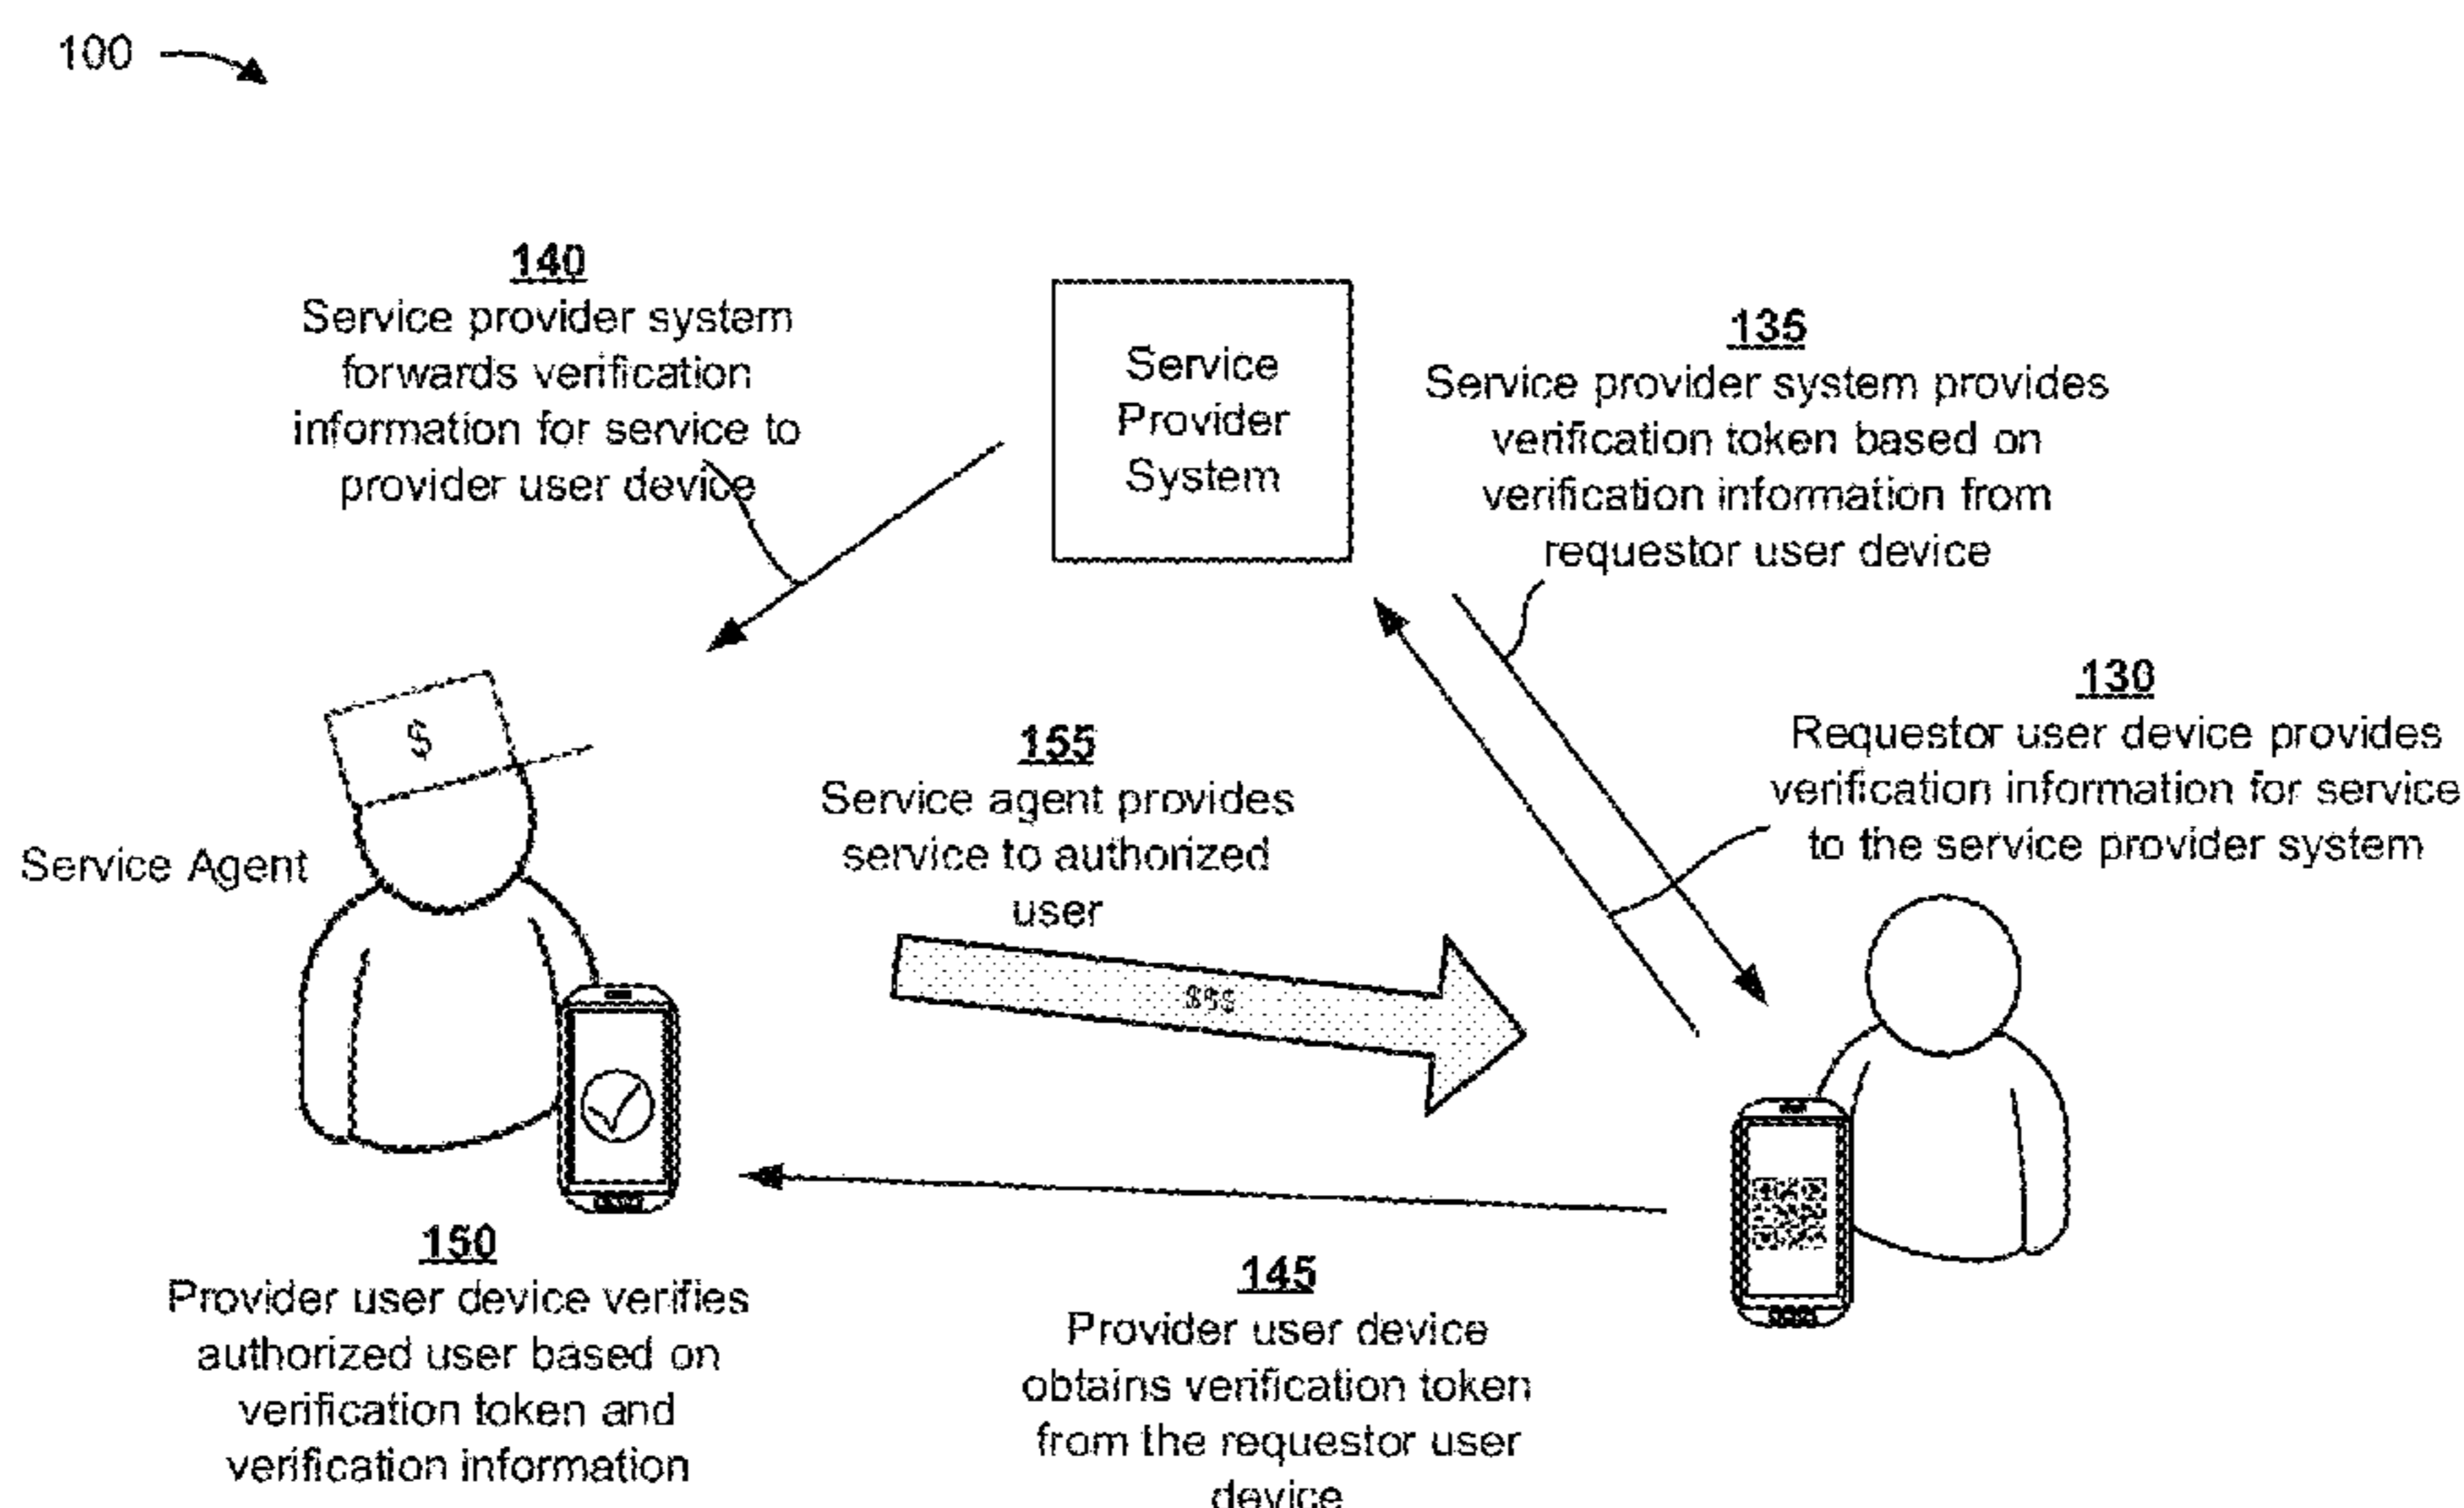 100
140
Service provider system
forwards verification
information for service to
provider user device
Service
Provider
System
135
Service provider system provides
verification token based on
verification information from
requestor user device
130
Requestor user device provides
verification information for service
to the service provider system
$
155
Service agent provides
service to authorized
user
Service Agent
$$$
150
Provider user device verifies
authorized user based on
verification token and
verification information
145
Provider user device
obtains verification token
from the requestor user
device